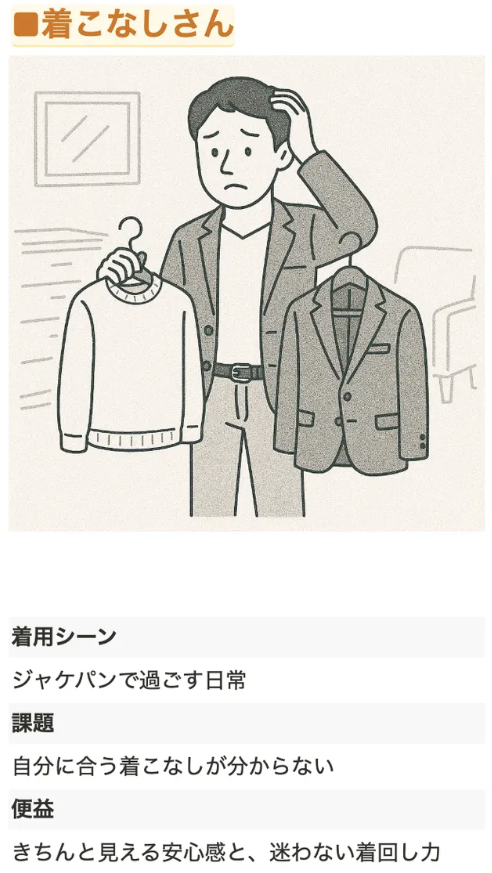 ■着こなしさん
着用シーン
ジャケパンで過ごす日常
課題
自分に合う着こなしが分からない
便益
きちんと見える安心感と、迷わない着回し力